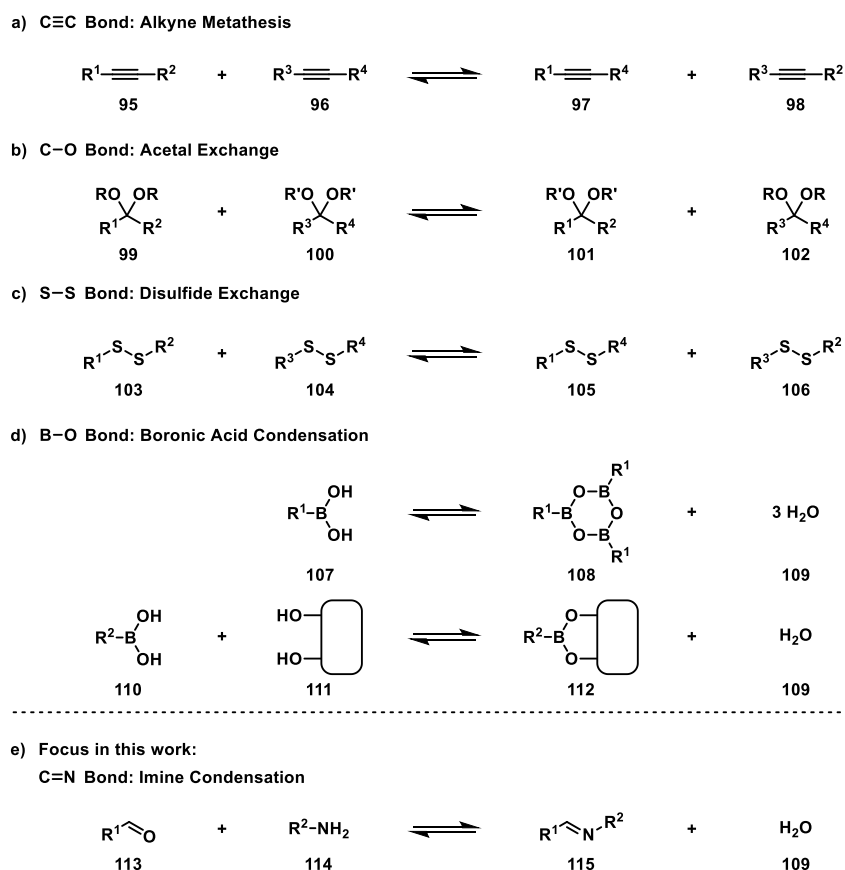 a) C≡C Bond: Alkyne Metathesis
R¹ R² + R³ R⁴ R¹ R⁴ + R³ R²
95 96 97 98
b) C−O Bond: Acetal Exchange
RO OR R'O OR' R'O OR' RO OR
+ +
R¹ R² R³ R⁴ R¹ R² R³ R⁴
99 100 101 102
c) S−S Bond: Disulfide Exchange
R¹ S S R² + R³ S S R⁴ R¹ S S R⁴ + R³ S S R²
103 104 105 106
d) B−O Bond: Boronic Acid Condensation
R¹
OH O B
R¹ B R¹ B O + 3 H₂O
OH O B
R¹
107 108 109
OH HO O
R² B + R² B + H₂O
OH HO O
110 111 112 109
e) Focus in this work:
C=N Bond: Imine Condensation
R¹ O + R²−NH₂ R¹ N R² + H₂O
113 114 115 109